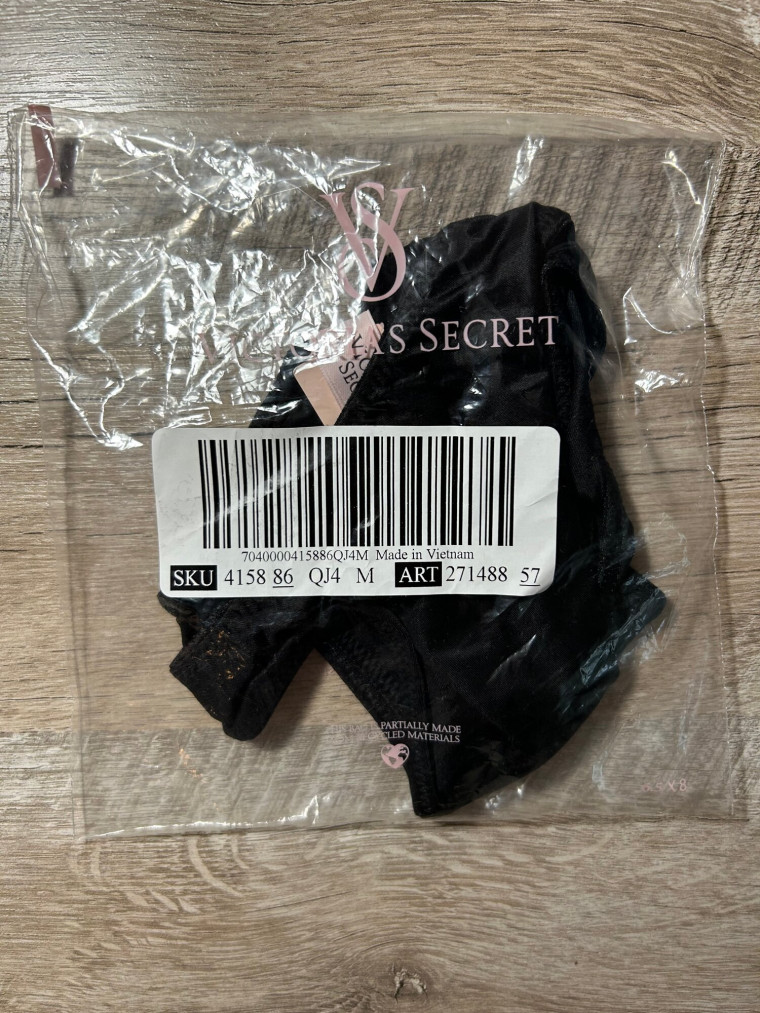 VS
SECRET
7040000415886QJ4M Made in Vietnam
SKU 4158 86 QJ4 M ART 271488 57
PARTIALLY MADE
MATERIALS